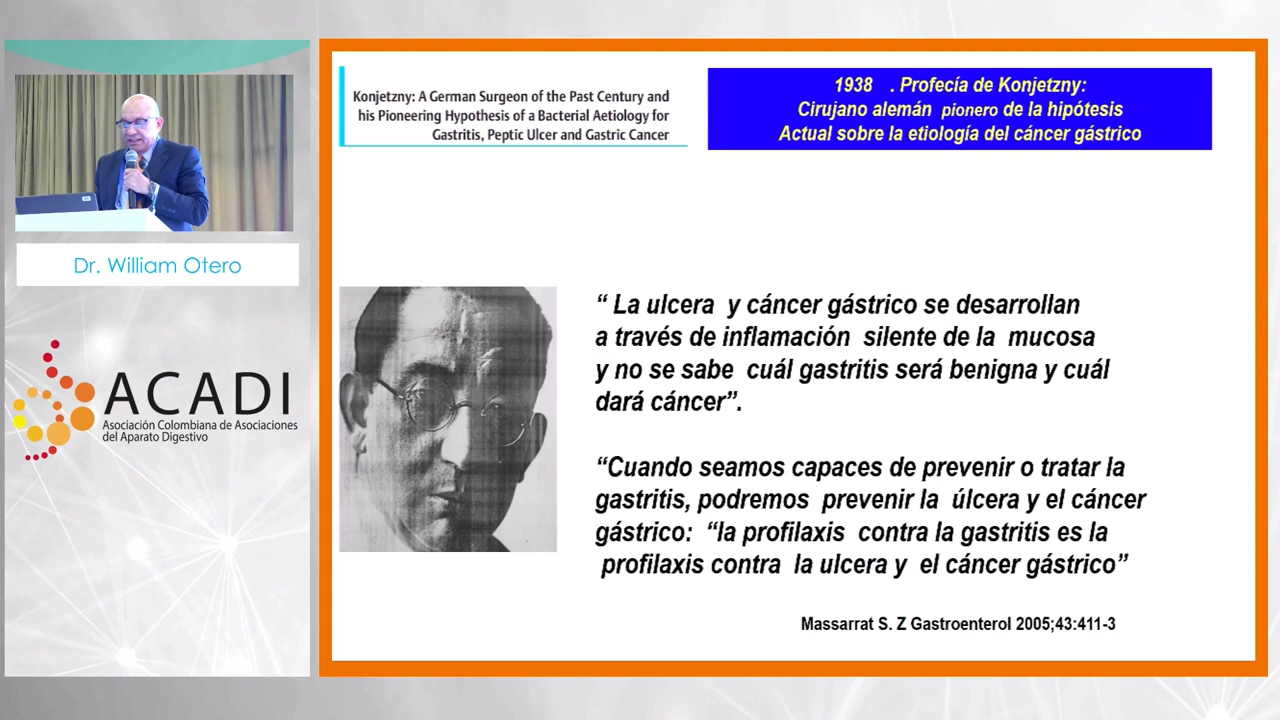 Dr. William Otero
ACADI
Asociación Colombiana de Asociaciones
del Aparato Digestivo
Konjetzny: A German Surgeon of the Past Century and
his Pioneering Hypothesis of a Bacterial Aetiology for
Gastritis, Peptic Ulcer and Gastric Cancer
1938 . Profecía de Konjetzny:
Cirujano alemán pionero de la hipótesis
Actual sobre la etiología del cáncer gástrico
“ La ulcera y cáncer gástrico se desarrollan
a través de inflamación silente de la mucosa
y no se sabe cuál gastritis será benigna y cuál
dará cáncer”.
“Cuando seamos capaces de prevenir o tratar la
gastritis, podremos prevenir la úlcera y el cáncer
gástrico: “la profilaxis contra la gastritis es la
profilaxis contra la ulcera y el cáncer gástrico”
Massarrat S. Z Gastroenterol 2005;43:411-3